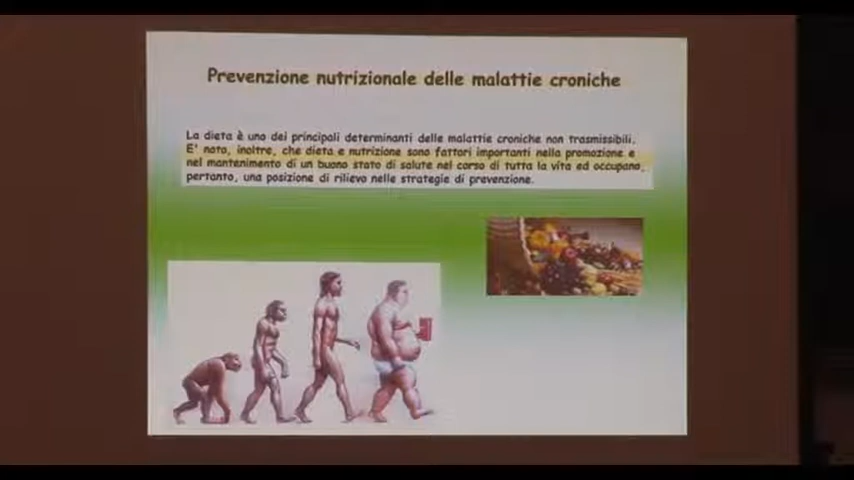 Prevenzione nutrizionale delle malattie croniche
La dieta è uno dei principali determinanti delle malattie croniche non trasmissibili.
E' noto, inoltre, che dieta e nutrizione sono fattori importanti nella promozione e
nel mantenimento di un buono stato di salute nel corso di tutta la vita ed occupano,
pertanto, una posizione di rilievo nelle strategie di prevenzione.